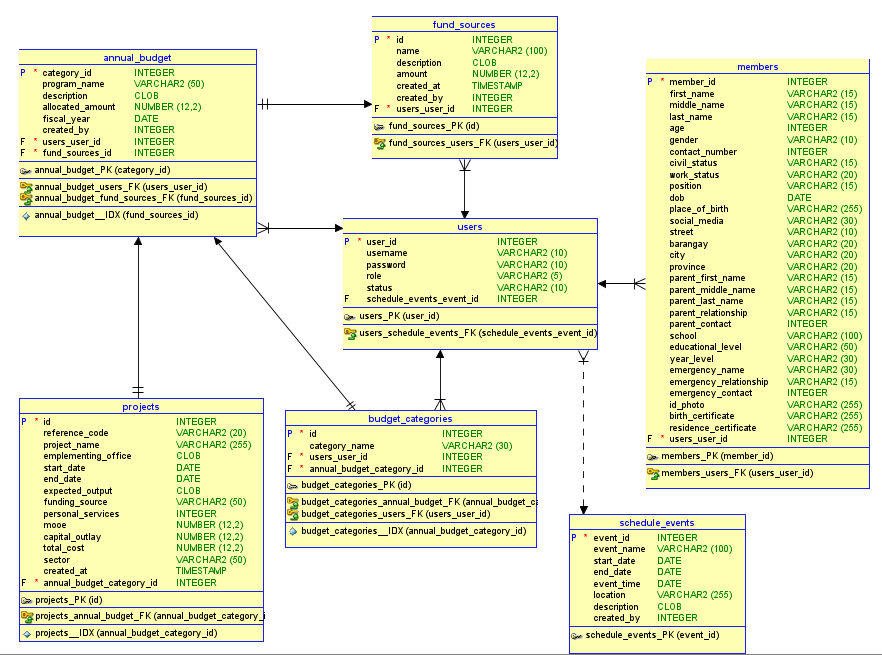 fund_sources
P * id INTEGER
name VARCHAR2 (100)
description CLOB
amount NUMBER (12,2)
created_at TIMESTAMP
created_by INTEGER
F * users_user_id INTEGER
fund_sources_PK (id)
fund_sources_users_FK (users_user_id)
annual_budget
P * category_id INTEGER
program_name VARCHAR2 (50)
description CLOB
allocated_amount NUMBER (12,2)
fiscal_year DATE
created_by INTEGER
F * users_user_id INTEGER
F * fund_sources_id INTEGER
annual_budget_PK (category_id)
annual_budget_users_FK (users_user_id)
annual_budget_fund_sources_FK (fund_sources_id)
annual_budget__IDX (fund_sources_id)
members
P * member_id INTEGER
first_name VARCHAR2 (15)
middle_name VARCHAR2 (15)
last_name VARCHAR2 (15)
age INTEGER
gender VARCHAR2 (10)
contact_number INTEGER
civil_status VARCHAR2 (15)
work_status VARCHAR2 (20)
position VARCHAR2 (15)
dob DATE
place_of_birth VARCHAR2 (255)
social_media VARCHAR2 (30)
street VARCHAR2 (10)
barangay VARCHAR2 (20)
city VARCHAR2 (20)
province VARCHAR2 (20)
parent_first_name VARCHAR2 (15)
parent_middle_name VARCHAR2 (15)
parent_last_name VARCHAR2 (15)
parent_relationship VARCHAR2 (15)
parent_contact INTEGER
school VARCHAR2 (100)
educational_level VARCHAR2 (50)
year_level VARCHAR2 (30)
emergency_name VARCHAR2 (30)
emergency_relationship VARCHAR2 (15)
emergency_contact INTEGER
id_photo VARCHAR2 (255)
birth_certificate VARCHAR2 (255)
residence_certificate VARCHAR2 (255)
F * users_user_id INTEGER
members_PK (member_id)
members_users_FK (users_user_id)
users
P * user_id INTEGER
username VARCHAR2 (10)
password VARCHAR2 (10)
role VARCHAR2 (5)
status VARCHAR2 (10)
F schedule_events_event_id INTEGER
users_PK (user_id)
users_schedule_events_FK (schedule_events_event_id)
projects
P * id INTEGER
reference_code VARCHAR2 (20)
project_name VARCHAR2 (255)
emplementing_office CLOB
start_date DATE
end_date DATE
expected_output CLOB
funding_source VARCHAR2 (50)
personal_services INTEGER
mooe NUMBER (12,2)
capital_outlay NUMBER (12,2)
total_cost NUMBER (12,2)
sector VARCHAR2 (50)
created_at TIMESTAMP
F * annual_budget_category_id INTEGER
projects_PK (id)
projects_annual_budget_FK (annual_budget_category_i
projects__IDX (annual_budget_category_id)
budget_categories
P * id INTEGER
category_name VARCHAR2 (30)
F * users_user_id INTEGER
F * annual_budget_category_id INTEGER
budget_categories_PK (id)
budget_categories_annual_budget_FK (annual_budget_c
budget_categories_users_FK (users_user_id)
budget_categories__IDX (annual_budget_category_id)
schedule_events
P * event_id INTEGER
event_name VARCHAR2 (100)
start_date DATE
end_date DATE
event_time DATE
location VARCHAR2 (255)
description CLOB
created_by INTEGER
schedule_events_PK (event_id)